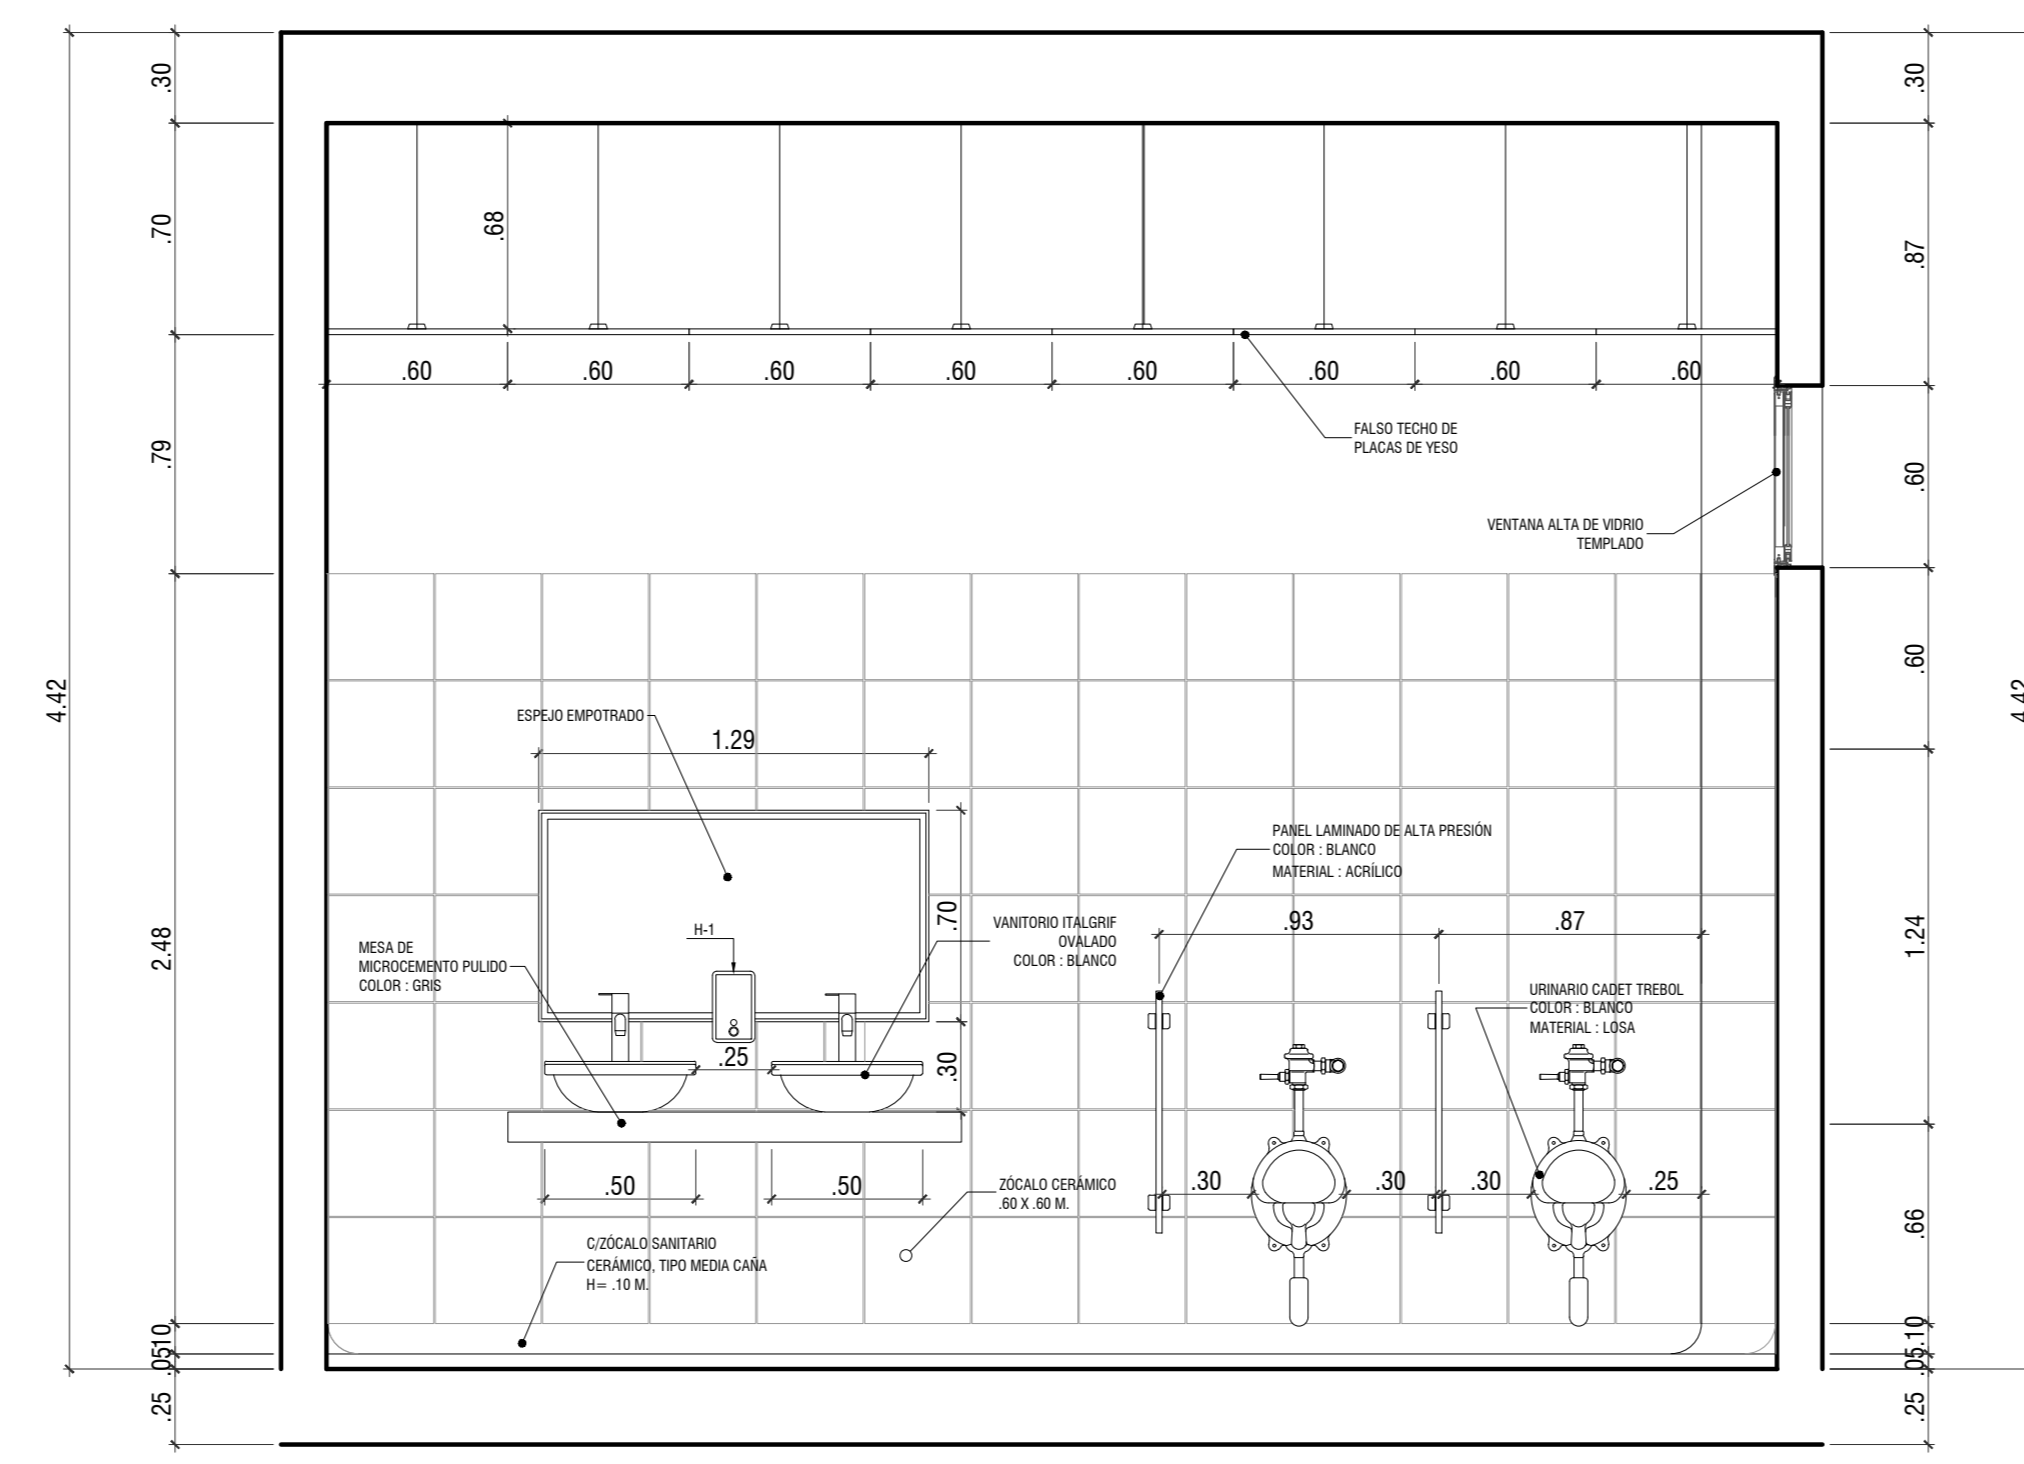 .30
.30
.70
.68
.87
.60
.60
.60
.60
.60
.60
.60
.60
FALSO TECHO DE
PLACAS DE YESO
.79
.60
VENTANA ALTA DE VIDRIO
TEMPLADO
.60
4.42
4.42
ESPEJO EMPOTRADO
1.29
PANEL LAMINADO DE ALTA PRESIÓN
COLOR : BLANCO
MATERIAL : ACRÍLICO
.70
VANITORIO ITALGRIF
OVALADO
COLOR : BLANCO
.93
.87
H-1
2.48
MESA DE
MICROCEMENTO PULIDO
COLOR : GRIS
1.24
URINARIO CADET TREBOL
COLOR : BLANCO
MATERIAL : LOSA
.25
.30
.50
.50
ZÓCALO CERÁMICO
.60 X .60 M.
.30
.30
.30
.25
.66
C/ZÓCALO SANITARIO
CERÁMICO, TIPO MEDIA CAÑA
H= .10 M.
.10
.05
.10
.05
.25
.25